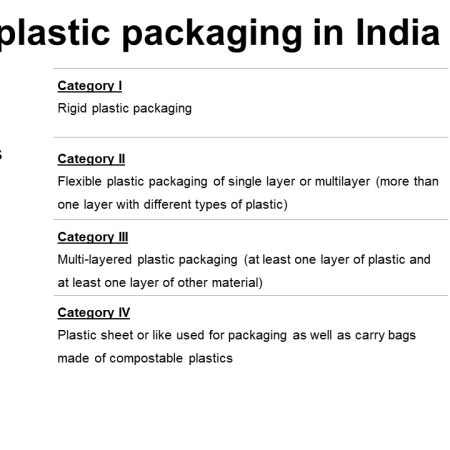 plastic packaging in India
Category I
Rigid plastic packaging
s
Category II
Flexible plastic packaging of single layer or multilayer (more than
one layer with different types of plastic)
Category III
Multi-layered plastic packaging (at least one layer of plastic and
at least one layer of other material)
Category IV
Plastic sheet or like used for packaging as well as carry bags
made of compostable plastics